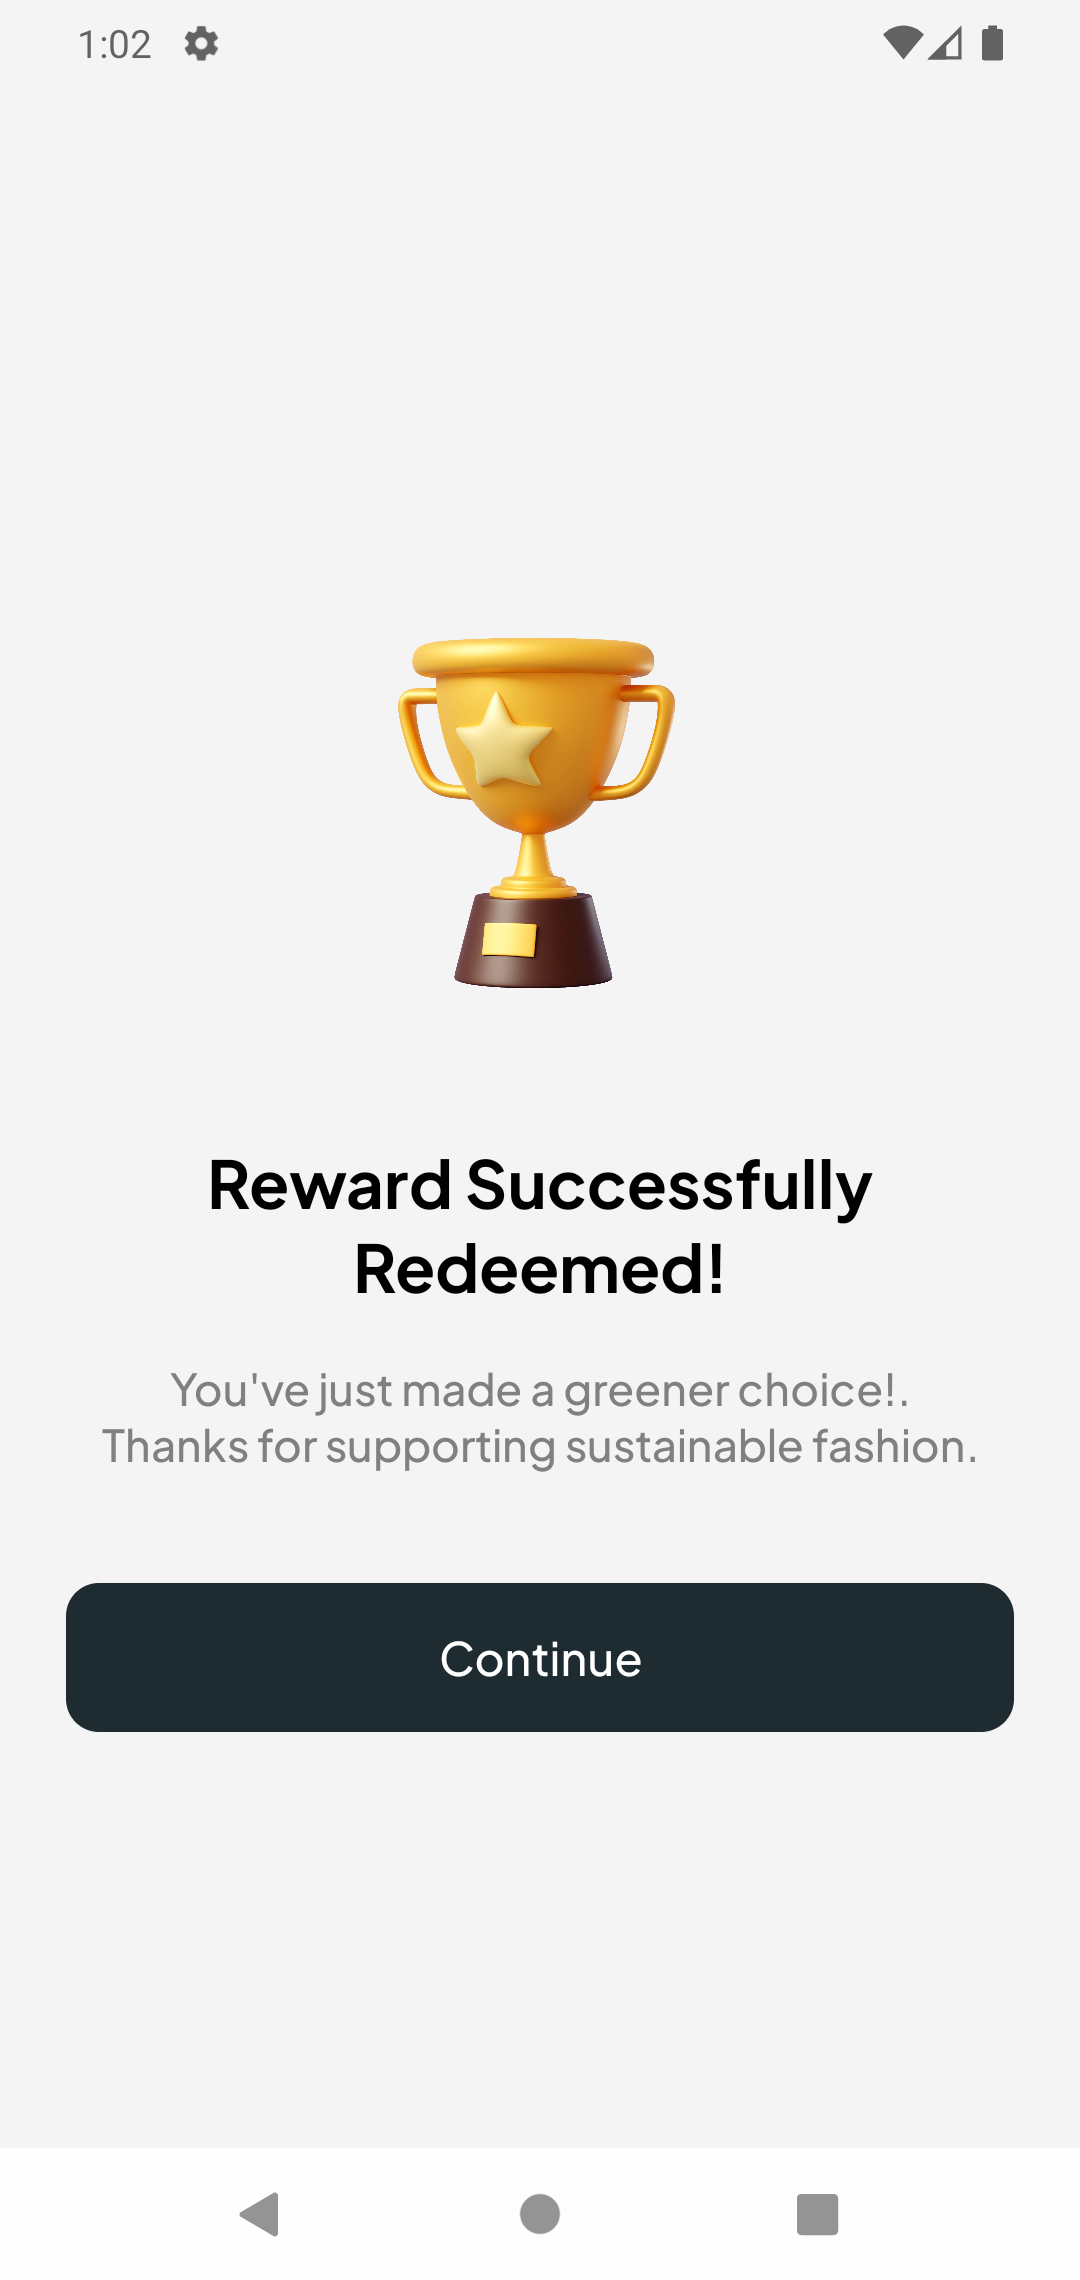 1:02
Reward Successfully
Redeemed!
You've just made a greener choice!.
Thanks for supporting sustainable fashion.
Continue